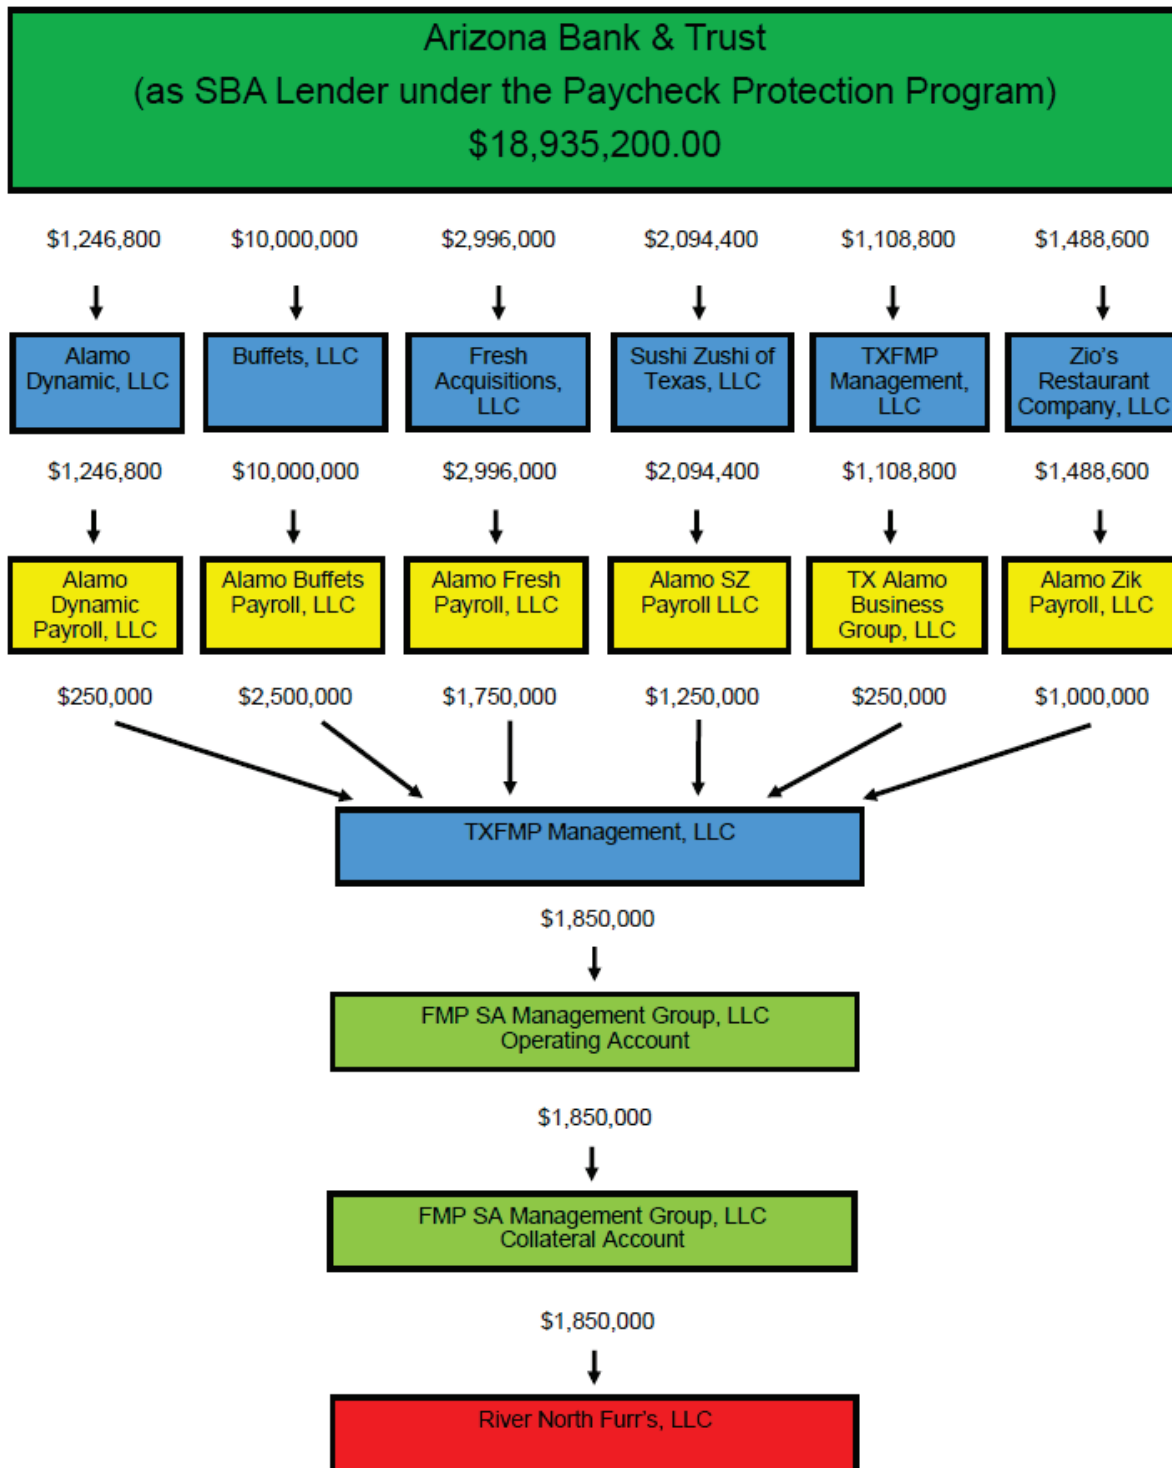 Arizona Bank & Trust
(as SBA Lender under the Paycheck Protection Program)
$18,935,200.00
$1,246,800 $10,000,000 $2,996,000 $2,094,400 $1,108,800 $1,488,600
Alamo
Dynamic, LLC
Buffets, LLC
Fresh
Acquisitions,
LLC
Sushi Zushi of
Texas, LLC
TXFMP
Management,
LLC
Zio's
Restaurant
Company, LLC
$1,246,800 $10,000,000 $2,996,000 $2,094,400 $1,108,800 $1,488,600
Alamo
Dynamic
Payroll, LLC
Alamo Buffets
Payroll, LLC
Alamo Fresh
Payroll, LLC
Alamo SZ
Payroll LLC
TX Alamo
Business
Group, LLC
Alamo Zik
Payroll, LLC
$250,000 $2,500,000 $1,750,000 $1,250,000 $250,000 $1,000,000
TXFMP Management, LLC
$1,850,000
FMP SA Management Group, LLC
Operating Account
$1,850,000
FMP SA Management Group, LLC
Collateral Account
$1,850,000
River North Furr's, LLC